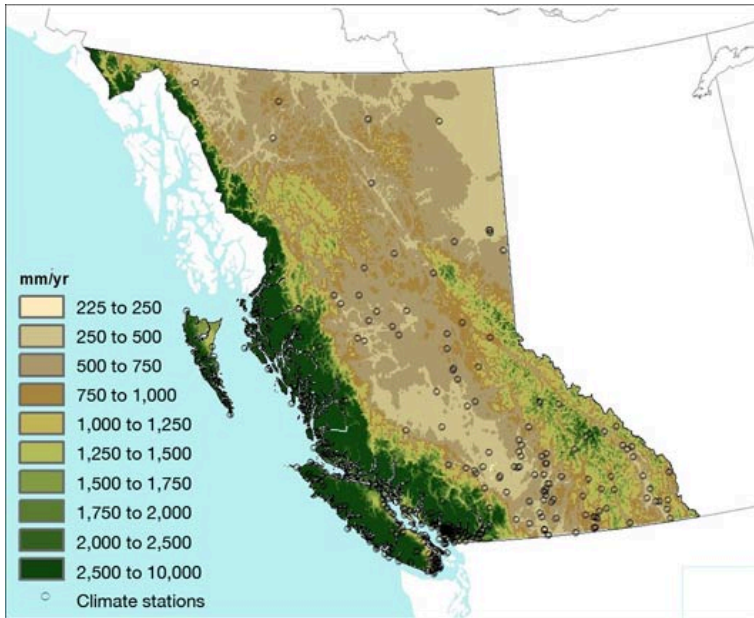 mm/yr
225 to 250
250 to 500
500 to 750
750 to 1,000
1,000 to 1,250
1,250 to 1,500
1,500 to 1,750
1,750 to 2,000
2,000 to 2,500
2,500 to 10,000
Climate stations